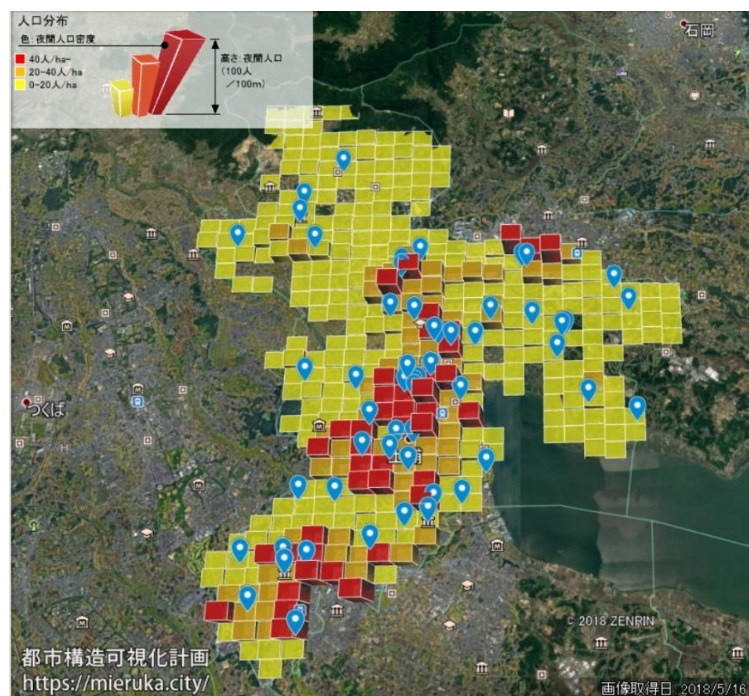 人口分布
色:夜間人口密度
40人/ha~
20-40人/ha
0-20人/ha
高さ:夜間人口
(100人
/100m)
石岡
つくば
© 2018 ZENRIN
都市構造可視化計画
https://mieruka.city/
画像取得日: 2018/5/16